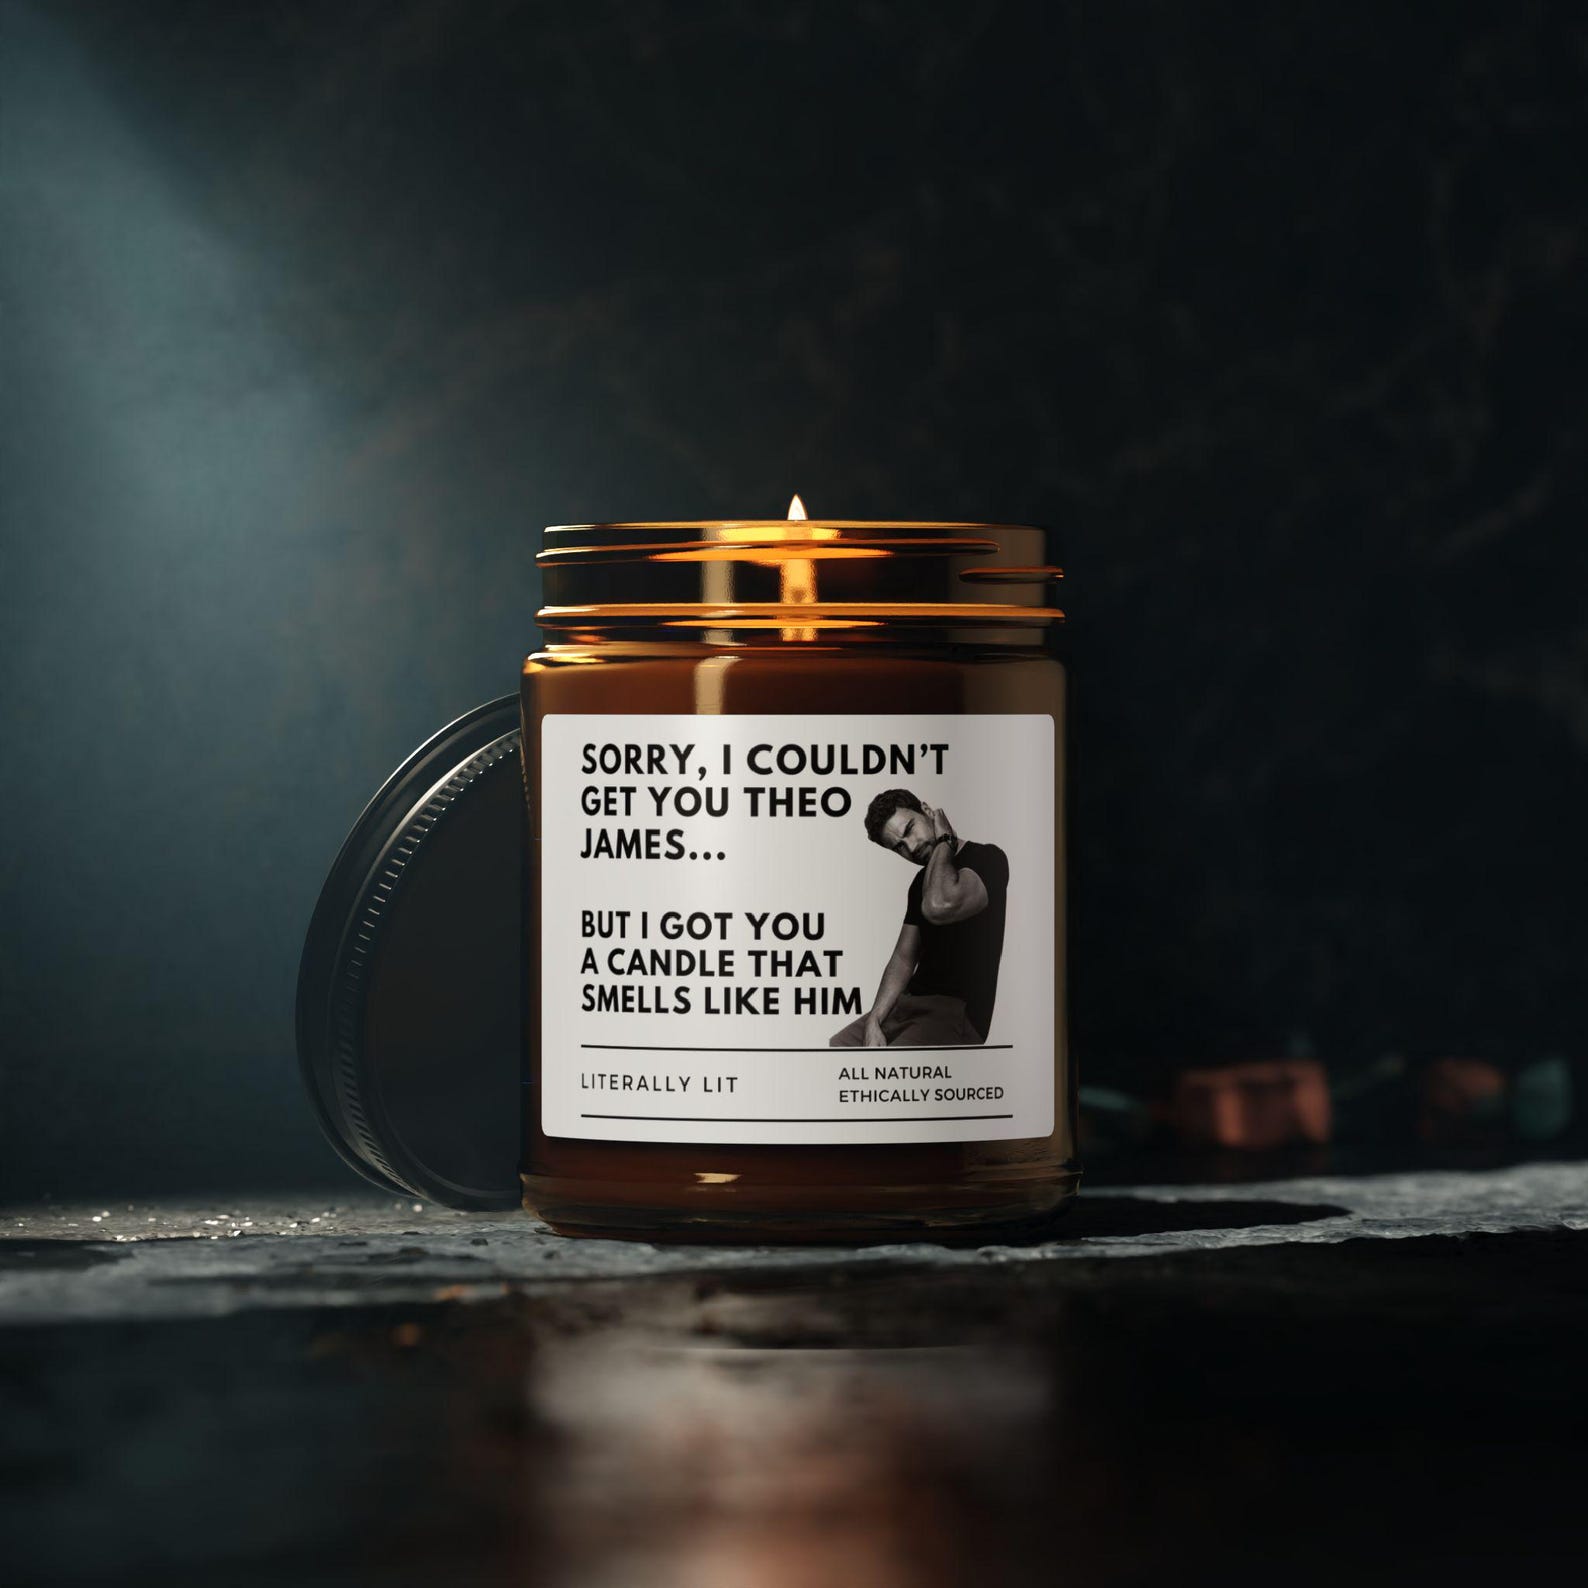 SORRY, I COULDN'T
GET YOU THEO
JAMES...
BUT I GOT YOU
A CANDLE THAT
SMELLS LIKE HIM
LITERALLY LIT
ALL NATURAL
ETHICALLY SOURCED